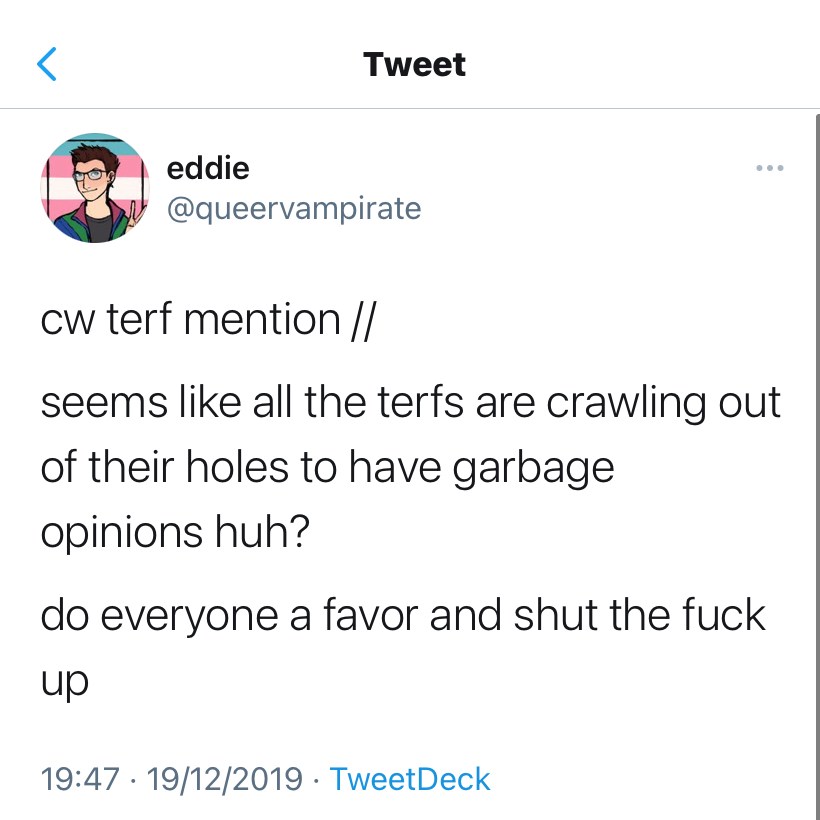 Tweet
eddie
@queervampirate
cw terf mention //
seems like all the terfs are crawling out
of their holes to have garbage
opinions huh?
do everyone a favor and shut the fuck
up
19:47 · 19/12/2019 · TweetDeck